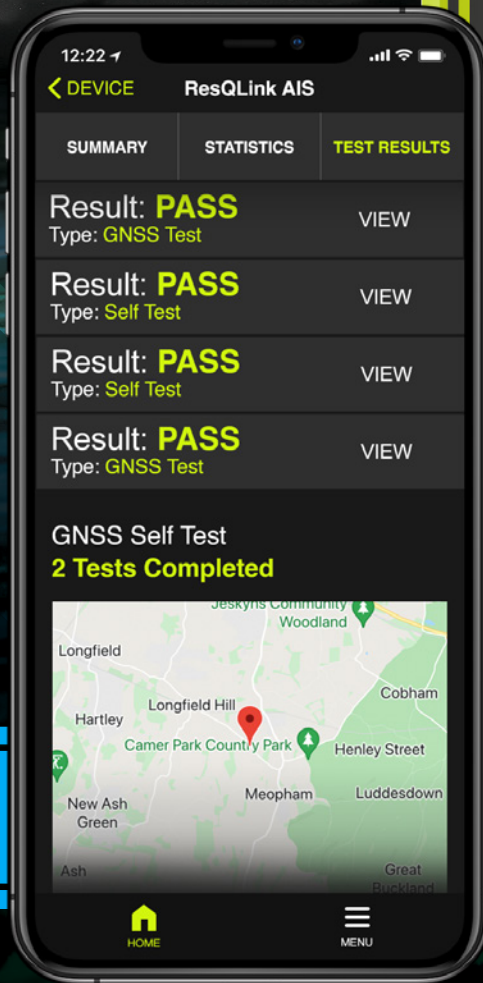 12:22
DEVICE
ResQLink AIS
SUMMARY
STATISTICS
TEST RESULTS
Result: PASS
VIEW
Type: GNSS Test
Result: PASS
VIEW
Type: Self Test
Result: PASS
VIEW
Type: Self Test
Result: PASS
VIEW
Type: GNSS Test
GNSS Self Test
2 Tests Completed
Jeskyns Community
Woodland
Longfield
Cobham
Longfield Hill
Hartley
Camer Park Country Park
Henley Street
Meopham
Luddesdown
New Ash
Green
Ash
Great
Buckland
HOME
MENU